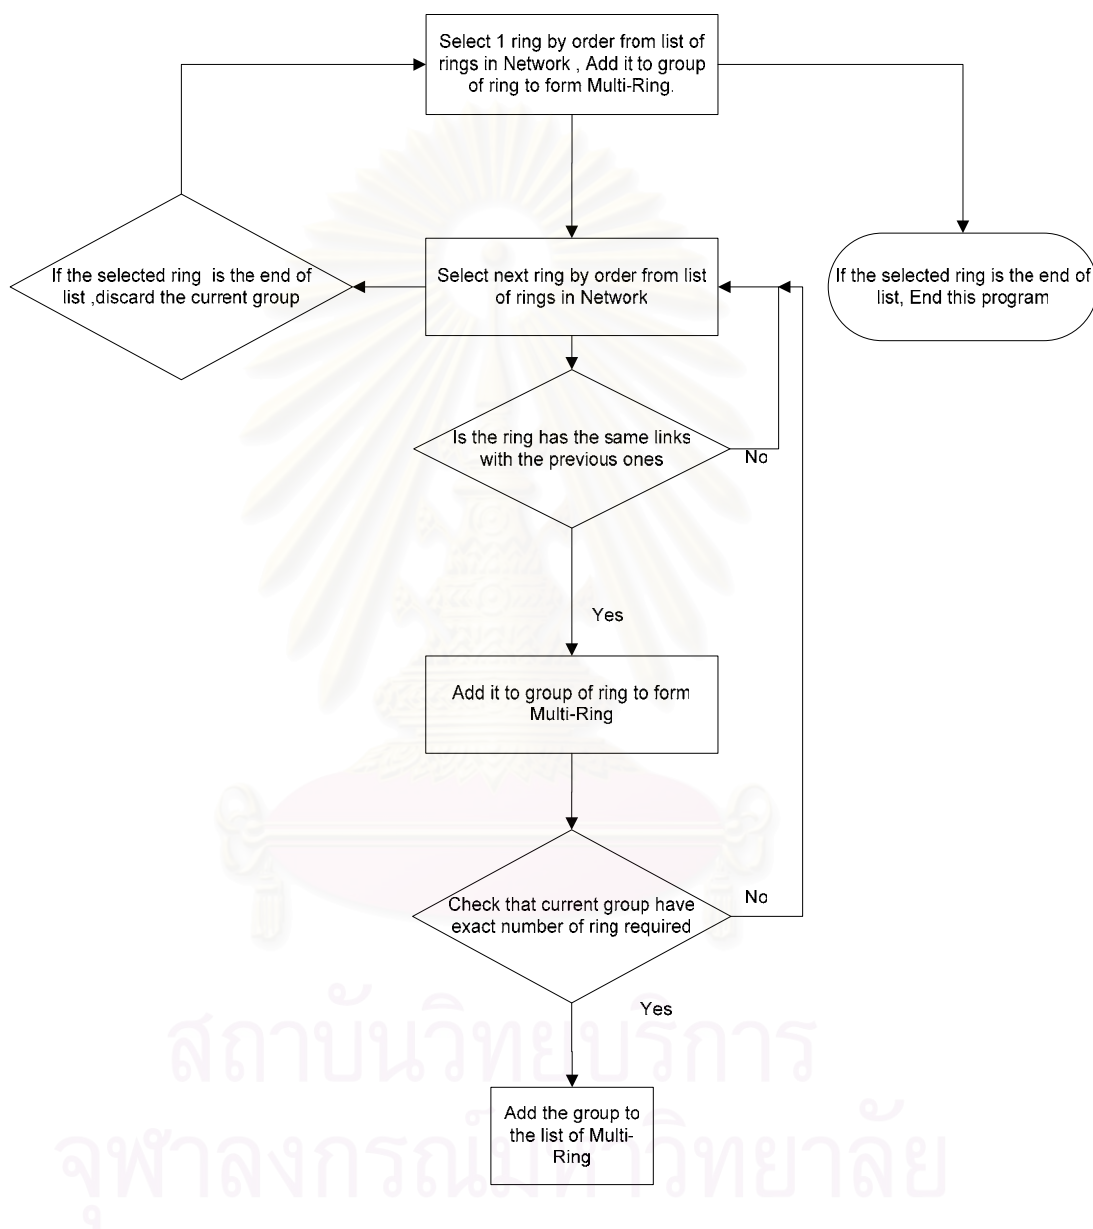 Select 1 ring by order from list of
rings in Network , Add it to group
of ring to form Multi-Ring.
If the selected ring is the end of
list ,discard the current group
Select next ring by order from list
of rings in Network
If the selected ring is the end of
list, End this program
Is the ring has the same links
with the previous ones
No
Yes
Add it to group of ring to form
Multi-Ring
Check that current group have
exact number of ring required
No
Yes
Add the group to
the list of Multi-
Ring
สถาบันวิทยบริการ
จุฬาลงกรณ์มหาวิทยาลัย